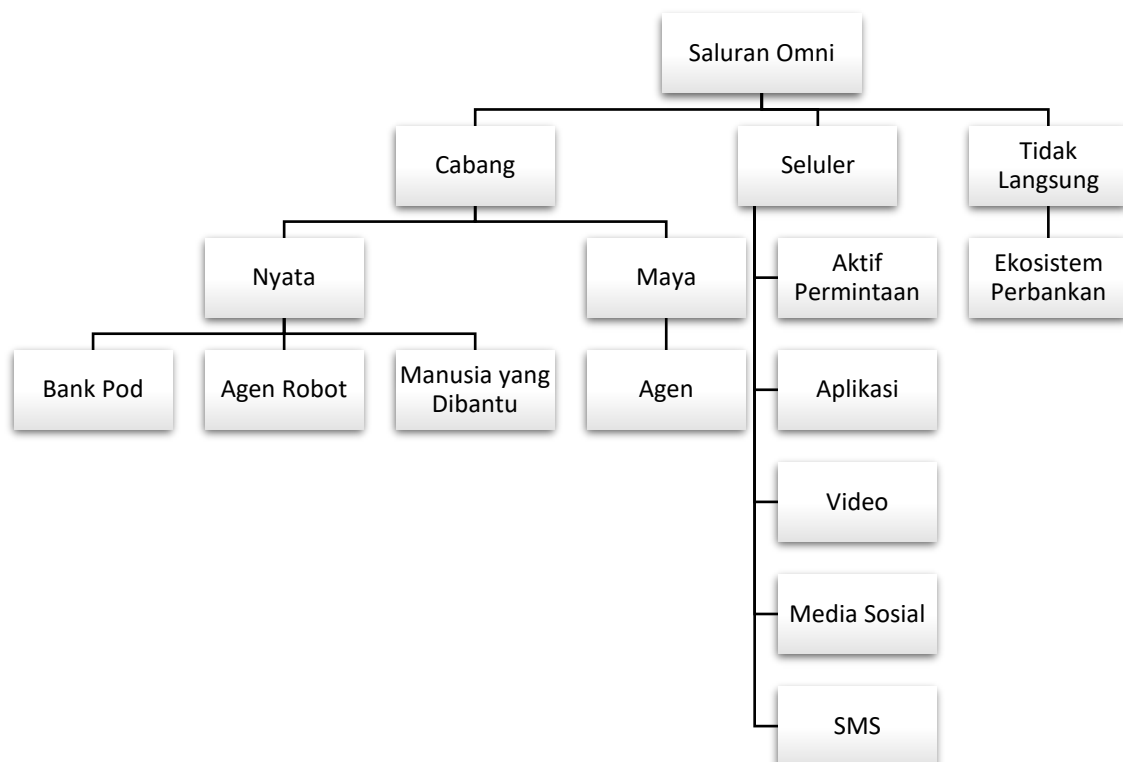 Saluran Omni
Cabang
Seluler
Tidak
Langsung
Nyata
Maya
Aktif
Permintaan
Ekosistem
Perbankan
Bank Pod
Agen Robot
Manusia yang
Dibantu
Agen
Aplikasi
Video
Media Sosial
SMS